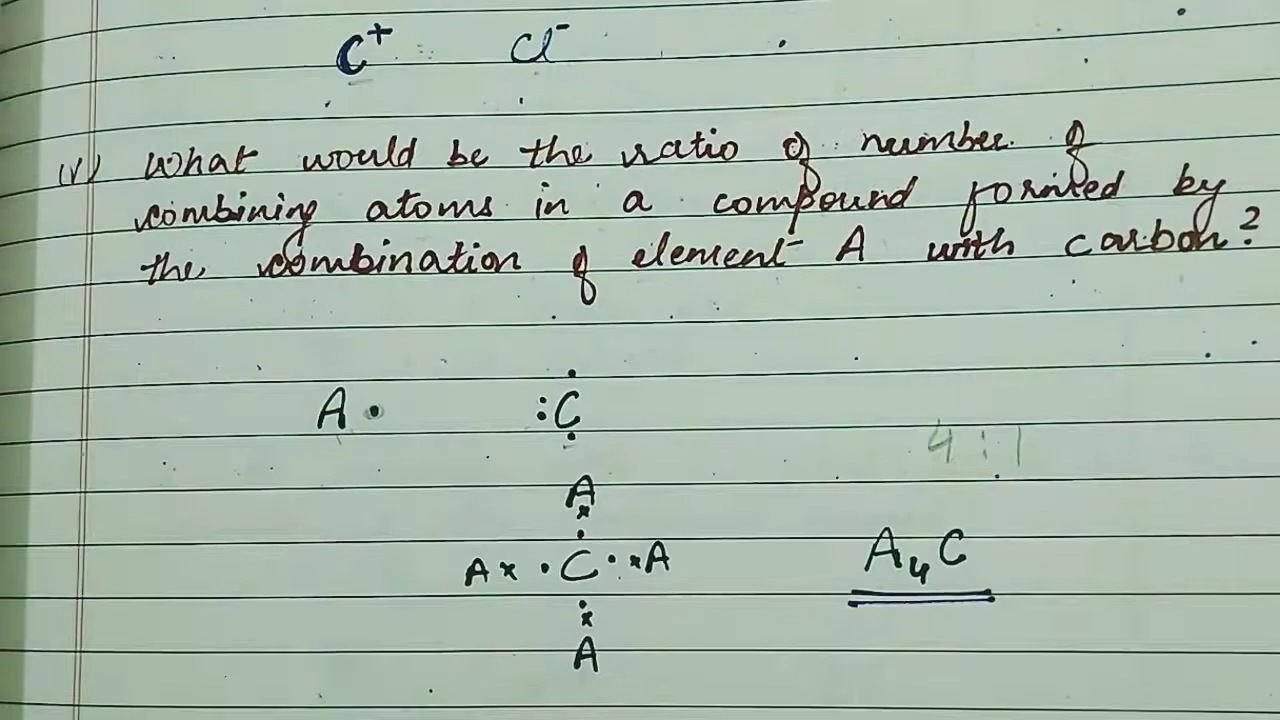 C⁺ Cl⁻
(V) What would be the ratio of number of
combining atoms in a compound formed by
the combination of element A with carbon?
A• :C
4:1
A
A× •C•×A
A₄C
A